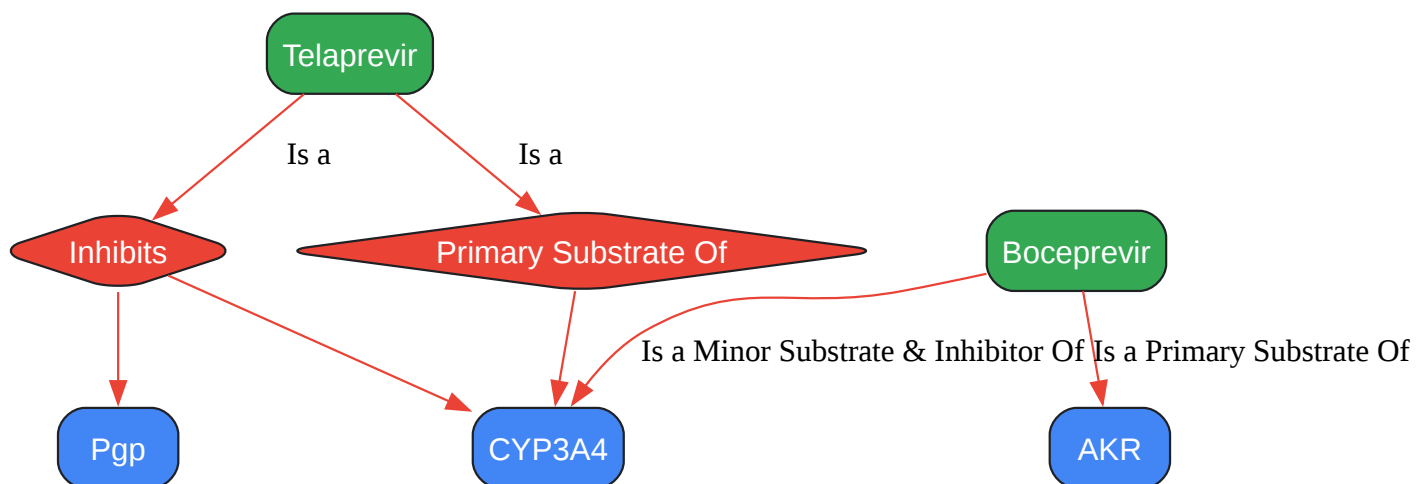 Telaprevir
Is a
Is a
Inhibits
Primary Substrate Of
Boceprevir
Is a Minor Substrate & Inhibitor Of
Is a Primary Substrate Of
Pgp
CYP3A4
AKR